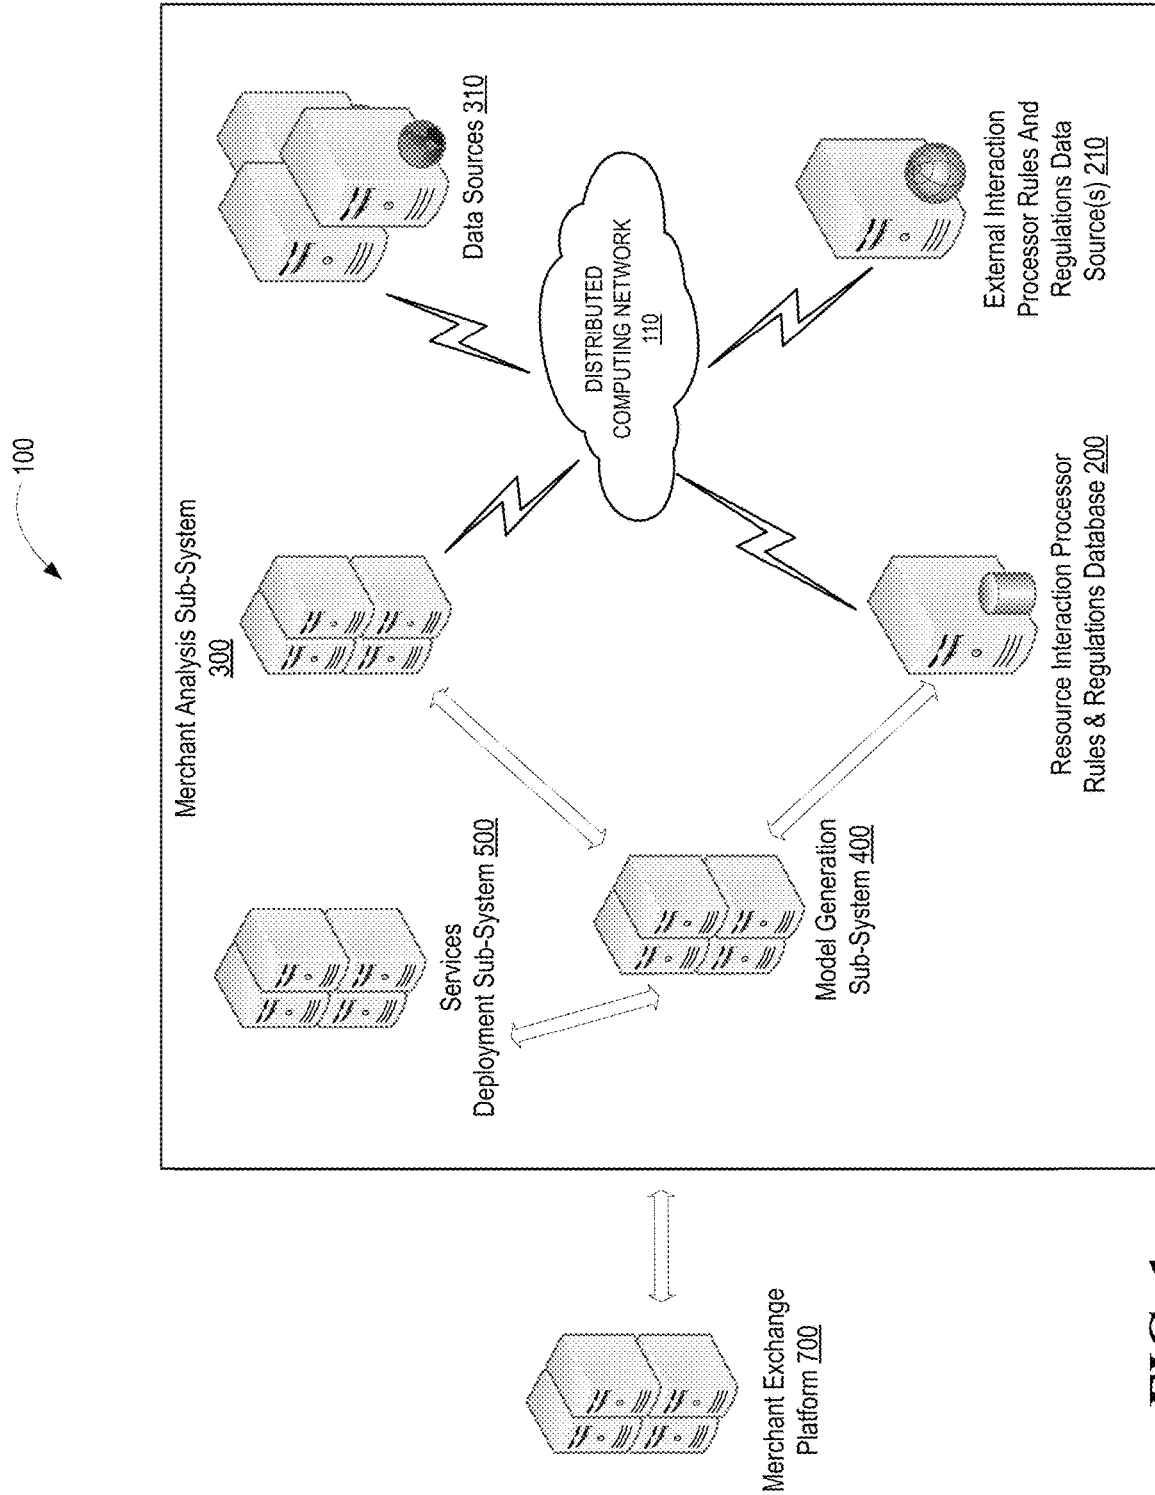 100
Merchant Analysis Sub-System
300
Data Sources 310
Services
Deployment Sub-System 500
DISTRIBUTED
COMPUTING NETWORK
110
Merchant Exchange
Platform 700
Model Generation
Sub-System 400
External Interaction
Processor Rules And
Regulations Data
Source(s) 210
Resource Interaction Processor
Rules & Regulations Database 200